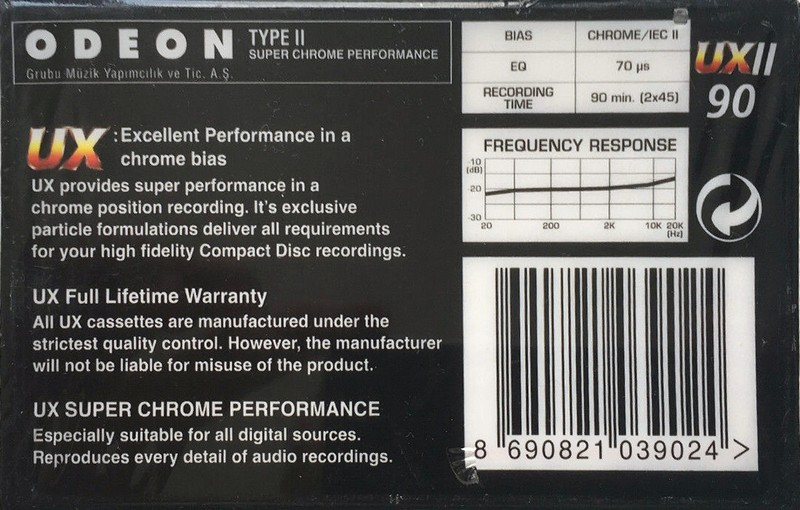 ODEON TYPE II
SUPER CHROME PERFORMANCE
Grubu Müzik Yapımcılık ve Tic. A.Ş.
UX :Excellent Performance in a
chrome bias
UX provides super performance in a
chrome position recording. It's exclusive
particle formulations deliver all requirements
for your high fidelity Compact Disc recordings.
UX Full Lifetime Warranty
All UX cassettes are manufactured under the
strictest quality control. However, the manufacturer
will not be liable for misuse of the product.
UX SUPER CHROME PERFORMANCE
Especially suitable for all digital sources.
Reproduces every detail of audio recordings.
BIAS CHROME/IEC II
EQ 70 µs
RECORDING
TIME 90 min. (2x45)
UXII
90
FREQUENCY RESPONSE
-10
(dB)
-20
-30
20 200 2K 10K 20K
(Hz)
8 690821 039024 >